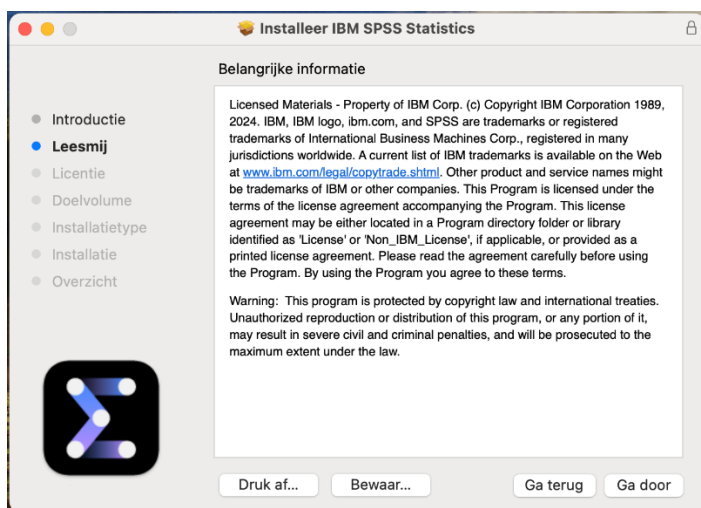 Installeer IBM SPSS Statistics
Belangrijke informatie
Introductie
Leesmij
Licentie
Doelvolume
Installatietype
Installatie
Overzicht
Licensed Materials - Property of IBM Corp. (c) Copyright IBM Corporation 1989,
2024. IBM, IBM logo, ibm.com, and SPSS are trademarks or registered
trademarks of International Business Machines Corp., registered in many
jurisdictions worldwide. A current list of IBM trademarks is available on the Web
at www.ibm.com/legal/copytrade.shtml. Other product and service names might
be trademarks of IBM or other companies. This Program is licensed under the
terms of the license agreement accompanying the Program. This license
agreement may be either located in a Program directory folder or library
identified as 'License' or 'Non_IBM_License', if applicable, or provided as a
printed license agreement. Please read the agreement carefully before using
the Program. By using the Program you agree to these terms.
Warning:  This program is protected by copyright law and international treaties.
Unauthorized reproduction or distribution of this program, or any portion of it,
may result in severe civil and criminal penalties, and will be prosecuted to the
maximum extent under the law.
Druk af...
Bewaar...
Ga terug
Ga door